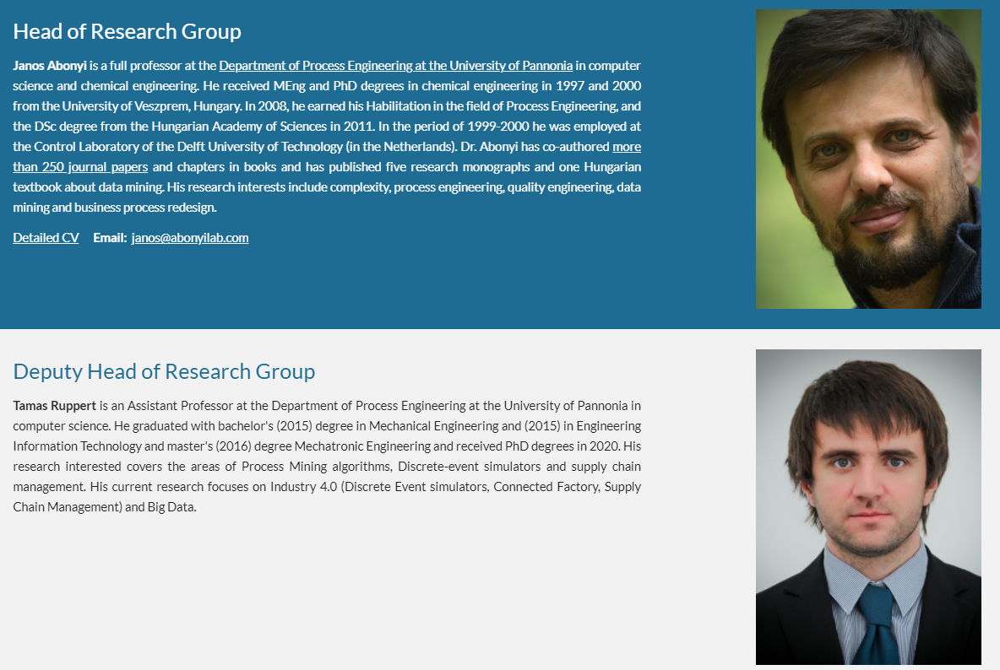 Head of Research Group
Janos Abonyi is a full professor at the Department of Process Engineering at the University of Pannonia in computer
science and chemical engineering. He received MEng and PhD degrees in chemical engineering in 1997 and 2000
from the University of Veszprem, Hungary. In 2008, he earned his Habilitation in the field of Process Engineering, and
the DSc degree from the Hungarian Academy of Sciences in 2011. In the period of 1999-2000 he was employed at
the Control Laboratory of the Delft University of Technology (in the Netherlands). Dr. Abonyi has co-authored more
than 250 journal papers and chapters in books and has published five research monographs and one Hungarian
textbook about data mining. His research interests include complexity, process engineering, quality engineering, data
mining and business process redesign.
Detailed CV Email: janos@abonyilab.com
Deputy Head of Research Group
Tamas Ruppert is an Assistant Professor at the Department of Process Engineering at the University of Pannonia in
computer science. He graduated with bachelor's (2015) degree in Mechanical Engineering and (2015) in Engineering
Information Technology and master's (2016) degree Mechatronic Engineering and received PhD degrees in 2020. His
research interested covers the areas of Process Mining algorithms, Discrete-event simulators and supply chain
management. His current research focuses on Industry 4.0 (Discrete Event simulators, Connected Factory, Supply
Chain Management) and Big Data.